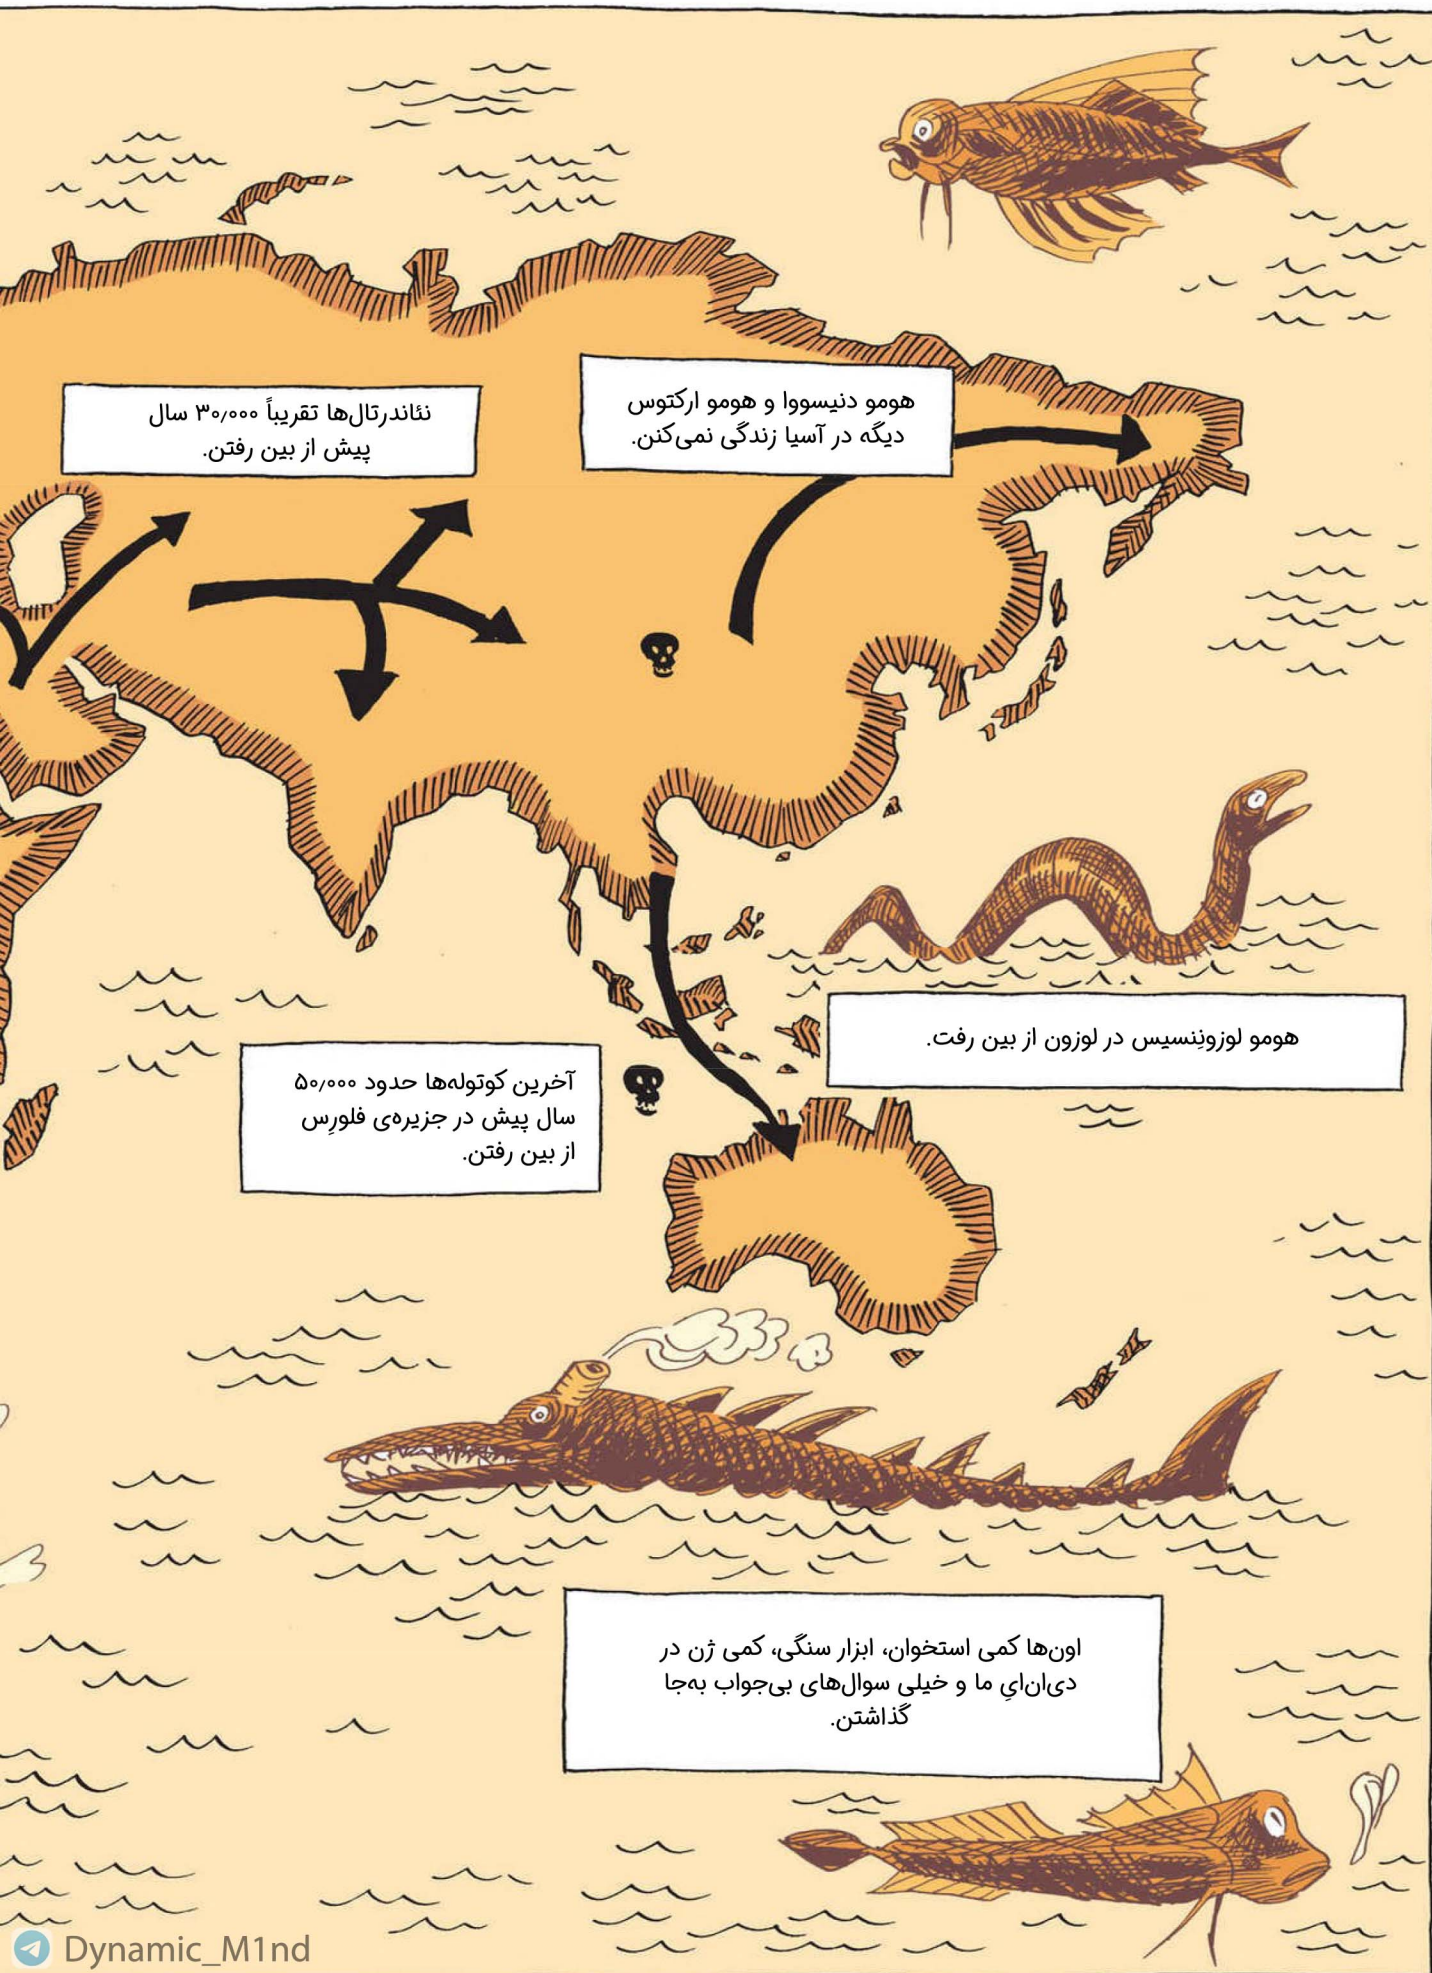 هومو دنیسووا و هومو ارکتوس
دیگه در آسیا زندگی نمی‌کنن.
نئاندرتال‌ها تقریباً ۳۰٫۰۰۰ سال
پیش از بین رفتن.
هومو لوزونِنسیس در لوزون از بین رفت.
آخرین کوتوله‌ها حدود ۵۰٫۰۰۰
سال پیش در جزیره‌ی فلورِس
از بین رفتن.
اون‌ها کمی استخوان، ابزار سنگی، کمی ژن در
دی‌ان‌ایِ ما و خیلی سوال‌های بی‌جواب به‌جا
گذاشتن.
Dynamic_M1nd